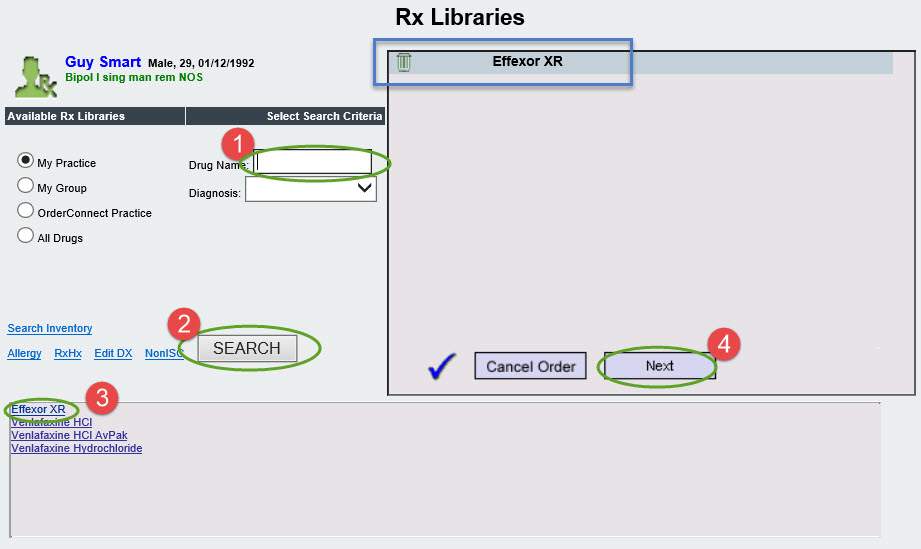 Rx Libraries
Guy Smart Male, 29, 01/12/1992
Bipol I sing man rem NOS
Effexor XR
Available Rx Libraries
Select Search Criteria
1
My Practice
Drug Name:
My Group
Diagnosis:
OrderConnect Practice
All Drugs
2
Search Inventory
SEARCH
Allergy RxHx Edit DX NonISC
4
Cancel Order
Next
3
Effexor XR
Venlafaxine HCl
Venlafaxine HCl AvPak
Venlafaxine Hydrochloride